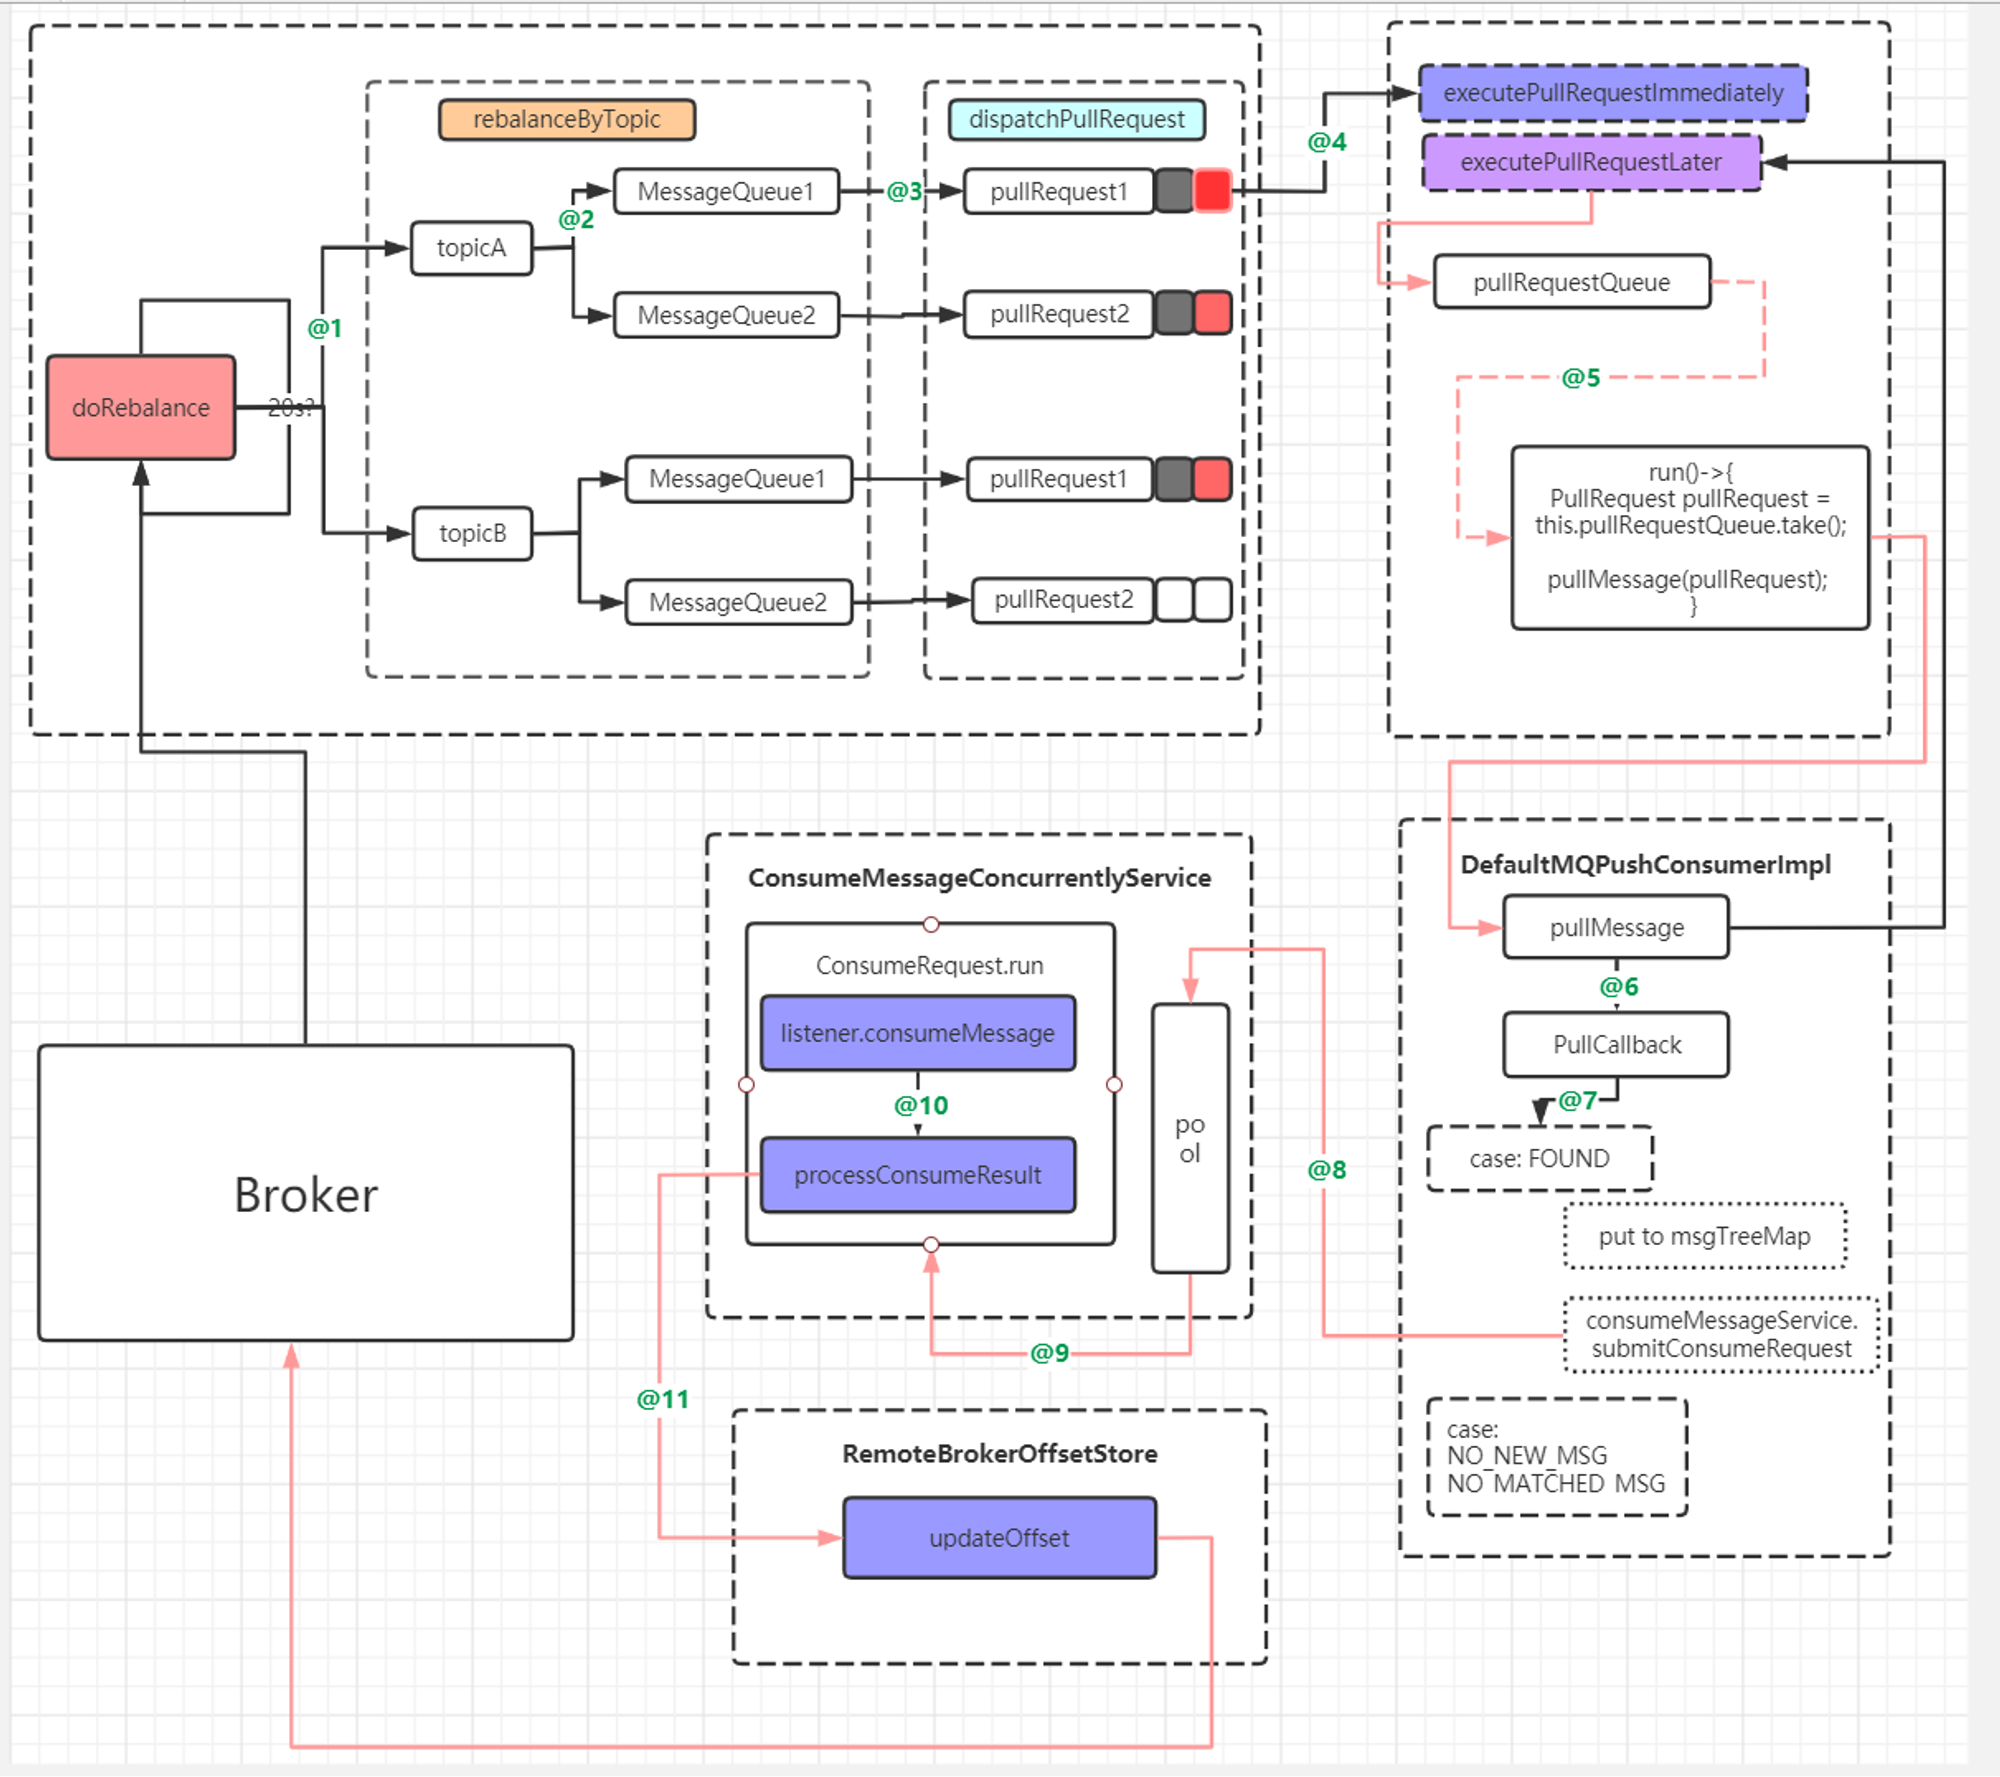 rebalanceByTopic
dispatchPullRequest
MessageQueue1
@3
pullRequest1
@2
topicA
MessageQueue2
pullRequest2
@1
doRebalance
20s?
MessageQueue1
pullRequest1
topicB
MessageQueue2
pullRequest2
@4
executePullRequestImmediately
executePullRequestLater
pullRequestQueue
@5
run()->{
PullRequest pullRequest =
this.pullRequestQueue.take();
pullMessage(pullRequest);
}
DefaultMQPushConsumerImpl
pullMessage
@6
PullCallback
@7
case: FOUND
put to msgTreeMap
consumeMessageService.
submitConsumeRequest
case:
NO_NEW_MSG
NO_MATCHED_MSG
@8
ConsumeMessageConcurrentlyService
ConsumeRequest.run
listener.consumeMessage
@10
processConsumeResult
po
ol
@9
@11
RemoteBrokerOffsetStore
updateOffset
Broker